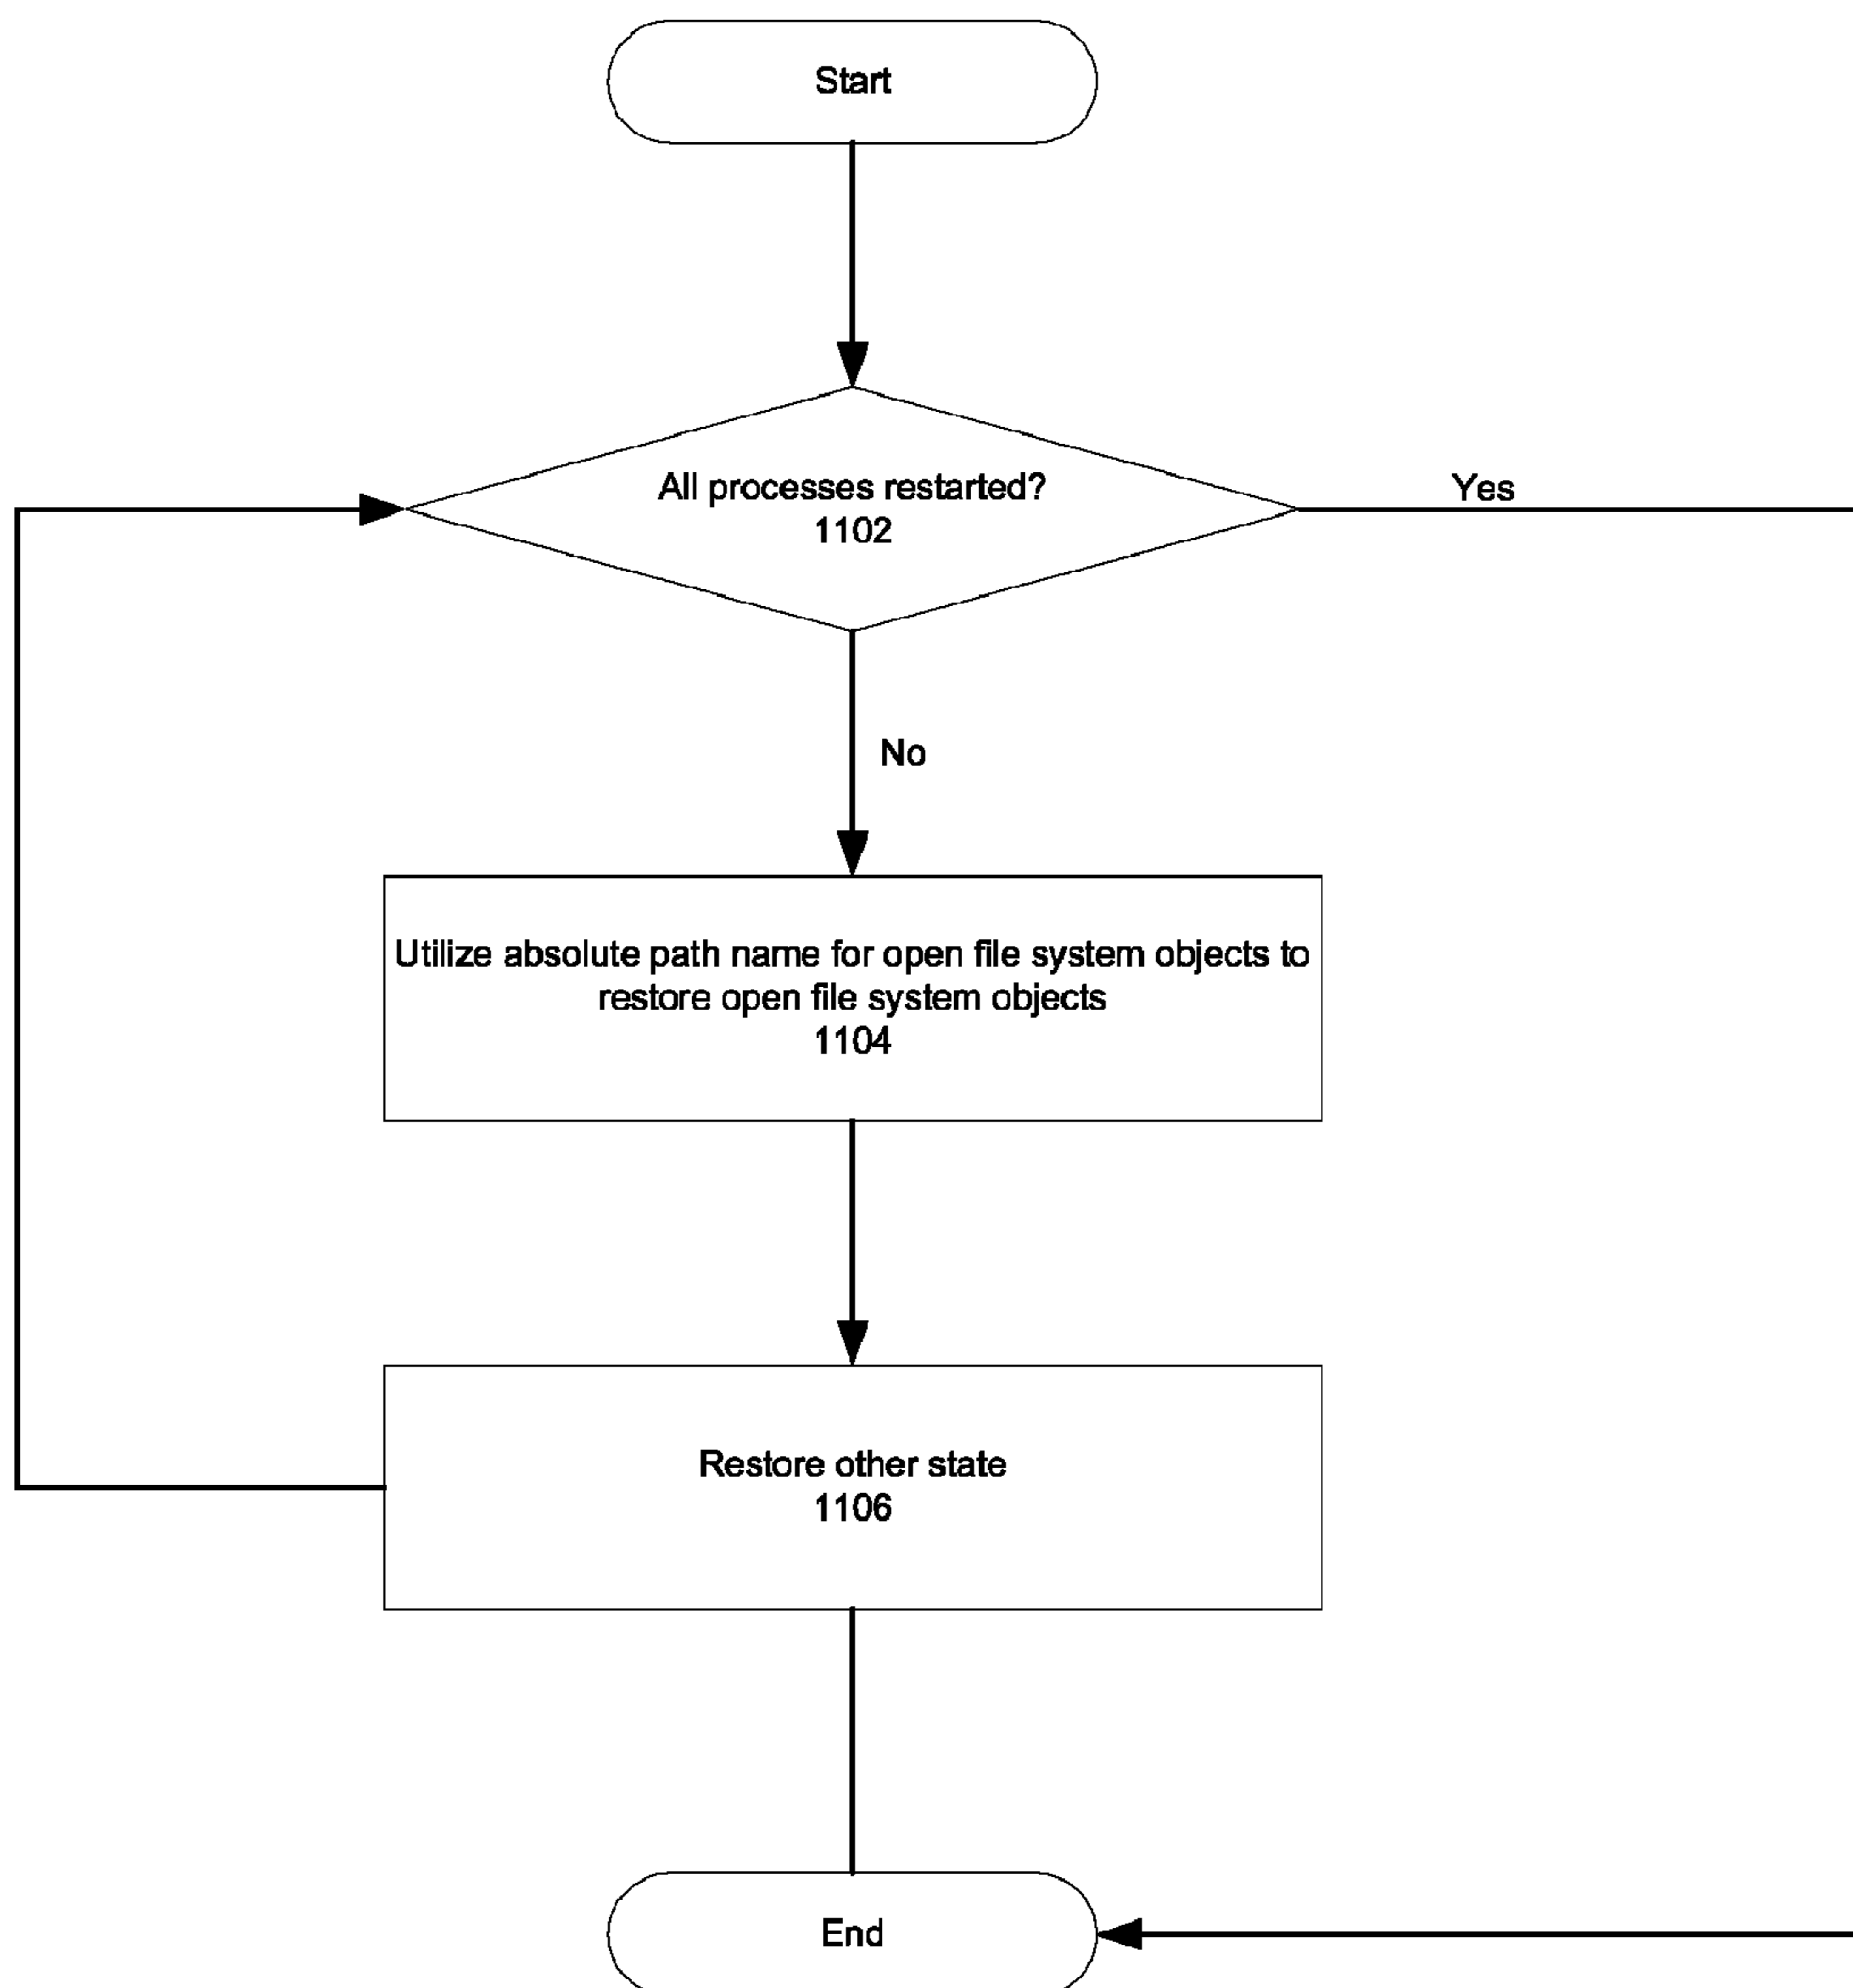 Start
All processes restarted?
1102
Yes
No
Utilize absolute path name for open file system objects to
restore open file system objects
1104
Restore other state
1106
End